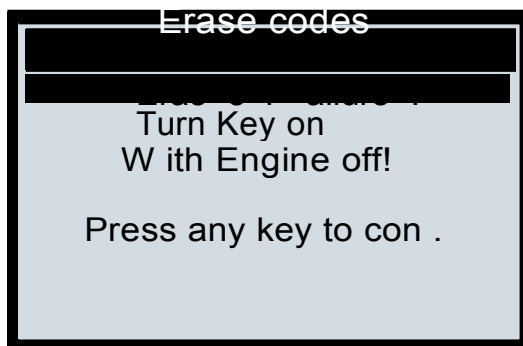 Erase codes
Turn Key on
W ith Engine off!
Press any key to con .